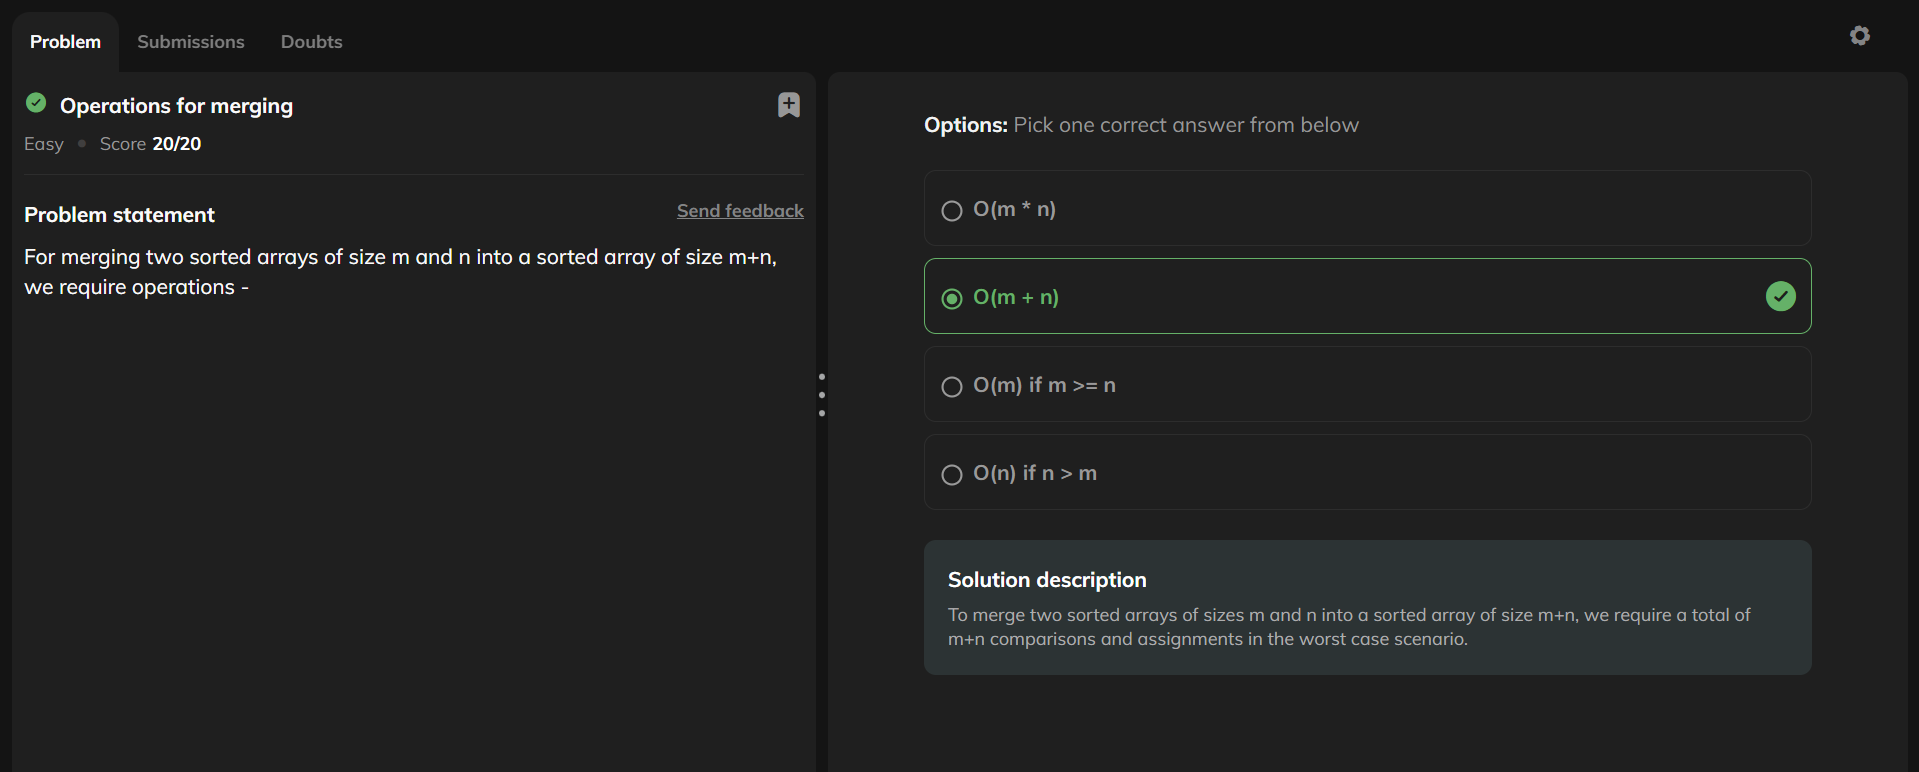 Problem
Submissions
Doubts
Operations for merging
Easy • Score 20/20
Problem statement
Send feedback
For merging two sorted arrays of size m and n into a sorted array of size m+n,
we require operations -
Options: Pick one correct answer from below
O(m * n)
O(m + n)
O(m) if m >= n
O(n) if n > m
Solution description
To merge two sorted arrays of sizes m and n into a sorted array of size m+n, we require a total of
m+n comparisons and assignments in the worst case scenario.